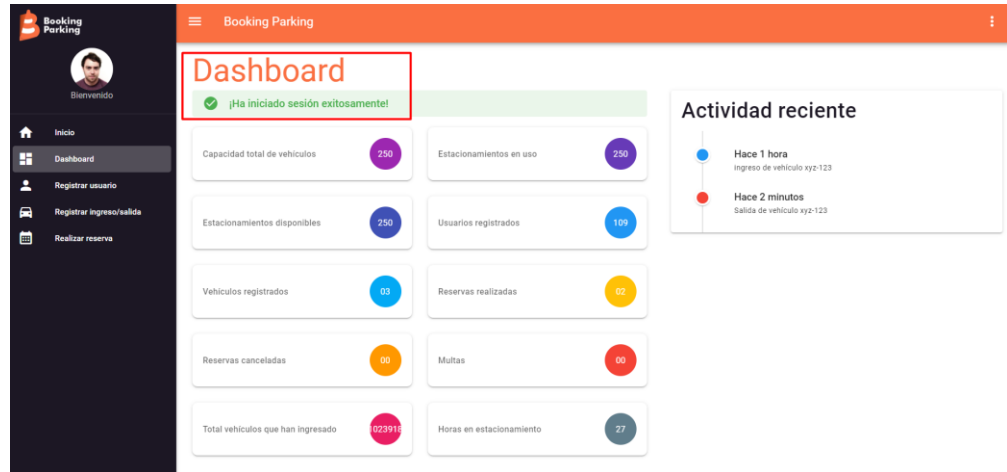 Booking
Parking
Bienvenido
Inicio
Dashboard
Registrar usuario
Registrar ingreso/salida
Realizar reserva
Booking Parking
Dashboard
¡Ha iniciado sesión exitosamente!
Capacidad total de vehículos 250
Estacionamientos en uso 250
Estacionamientos disponibles 250
Usuarios registrados 109
Vehículos registrados 03
Reservas realizadas 02
Reservas canceladas 00
Multas 00
Total vehículos que han ingresado
Horas en estacionamiento 27
Actividad reciente
Hace 1 hora
ingreso de vehículo xyz-123
Hace 2 minutos
Salida de vehículo xyz-123